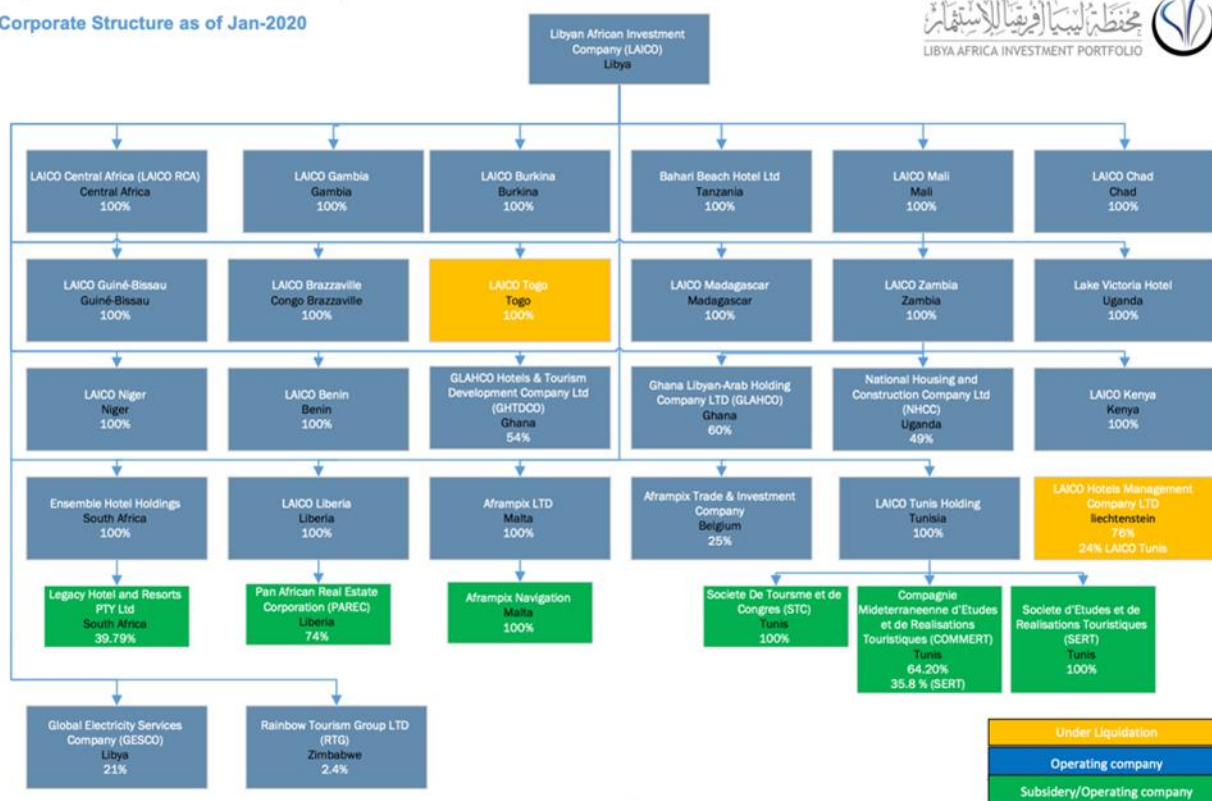 Corporate Structure as of Jan-2020
محفظة ليبيا أفريقيا للاستثمار
LIBYA AFRICA INVESTMENT PORTFOLIO
Libyan African Investment
Company (LAICO)
Libya
LAICO Central Africa (LAICO RCA)
Central Africa
100%
LAICO Gambia
Gambia
100%
LAICO Burkina
Burkina
100%
Bahari Beach Hotel Ltd
Tanzania
100%
LAICO Mali
Mali
100%
LAICO Chad
Chad
100%
LAICO Guiné-Bissau
Guiné-Bissau
100%
LAICO Brazzaville
Congo Brazzaville
100%
LAICO Togo
Togo
100%
LAICO Madagascar
Madagascar
100%
LAICO Zambia
Zambia
100%
Lake Victoria Hotel
Uganda
100%
LAICO Niger
Niger
100%
LAICO Benin
Benin
100%
GLAHCO Hotels & Tourism
Development Company Ltd
(GHTDCO)
Ghana
54%
Ghana Libyan-Arab Holding
Company LTD (GLAHCO)
Ghana
60%
National Housing and
Construction Company Ltd
(NHCC)
Uganda
49%
LAICO Kenya
Kenya
100%
Ensemble Hotel Holdings
South Africa
100%
LAICO Liberia
Liberia
100%
Aframpix LTD
Malta
100%
Aframpix Trade & Investment
Company
Belgium
25%
LAICO Tunis Holding
Tunisia
100%
LAICO Hotels Management
Company LTD
liechtenstein
76%
24% LAICO Tunis
Legacy Hotel and Resorts
PTY Ltd
South Africa
39.79%
Pan African Real Estate
Corporation (PAREC)
Liberia
74%
Aframpix Navigation
Malta
100%
Societe De Toursme et de
Congres (STC)
Tunis
100%
Compagnie
Mideterraneenne d'Etudes
et de Realisations
Touristiques (COMMERT)
Tunis
64.20%
35.8 % (SERT)
Societe d'Etudes et de
Realisations Touristiques
(SERT)
Tunis
100%
Global Electricity Services
Company (GESCO)
Libya
21%
Rainbow Tourism Group LTD
(RTG)
Zimbabwe
2.4%
Under Liquidation
Operating company
Subsidery/Operating company